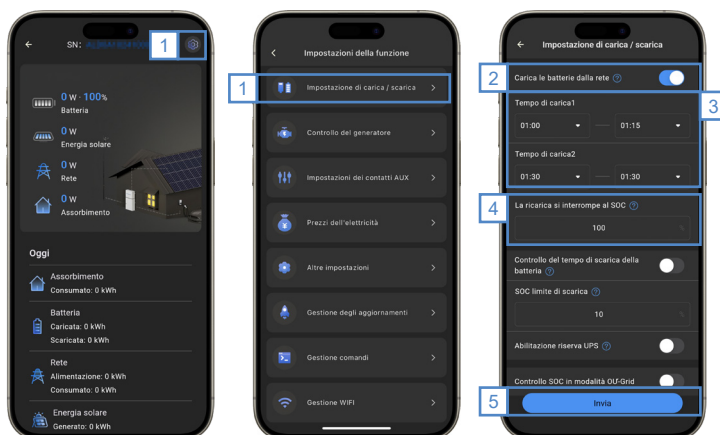 SN:
1
0 W · 100%
Batteria
0 W
Energia solare
0 W
Rete
0 W
Assorbimento
Oggi
Assorbimento
Consumato: 0 kWh
Batteria
Caricata: 0 kWh
Scaricata: 0 kWh
Rete
Alimentazione: 0 kWh
Consumato: 0 kWh
Energia solare
Generato: 0 kWh
Impostazioni della funzione
1
Impostazione di carica / scarica
Controllo del generatore
Impostazioni dei contatti AUX
Prezzi dell'elettricità
Altre impostazioni
Gestione degli aggiornamenti
Gestione comandi
Gestione WIFI
Impostazione di carica / scarica
2
Carica le batterie dalla rete
3
Tempo di carica1
01:00 — 01:15
Tempo di carica2
01:30 — 01:30
4
La ricarica si interrompe al SOC
100 %
Controllo del tempo di scarica della
batteria
SOC limite di scarica
10 %
Abilitazione riserva UPS
Controllo SOC in modalità Off-Grid
5
Invia